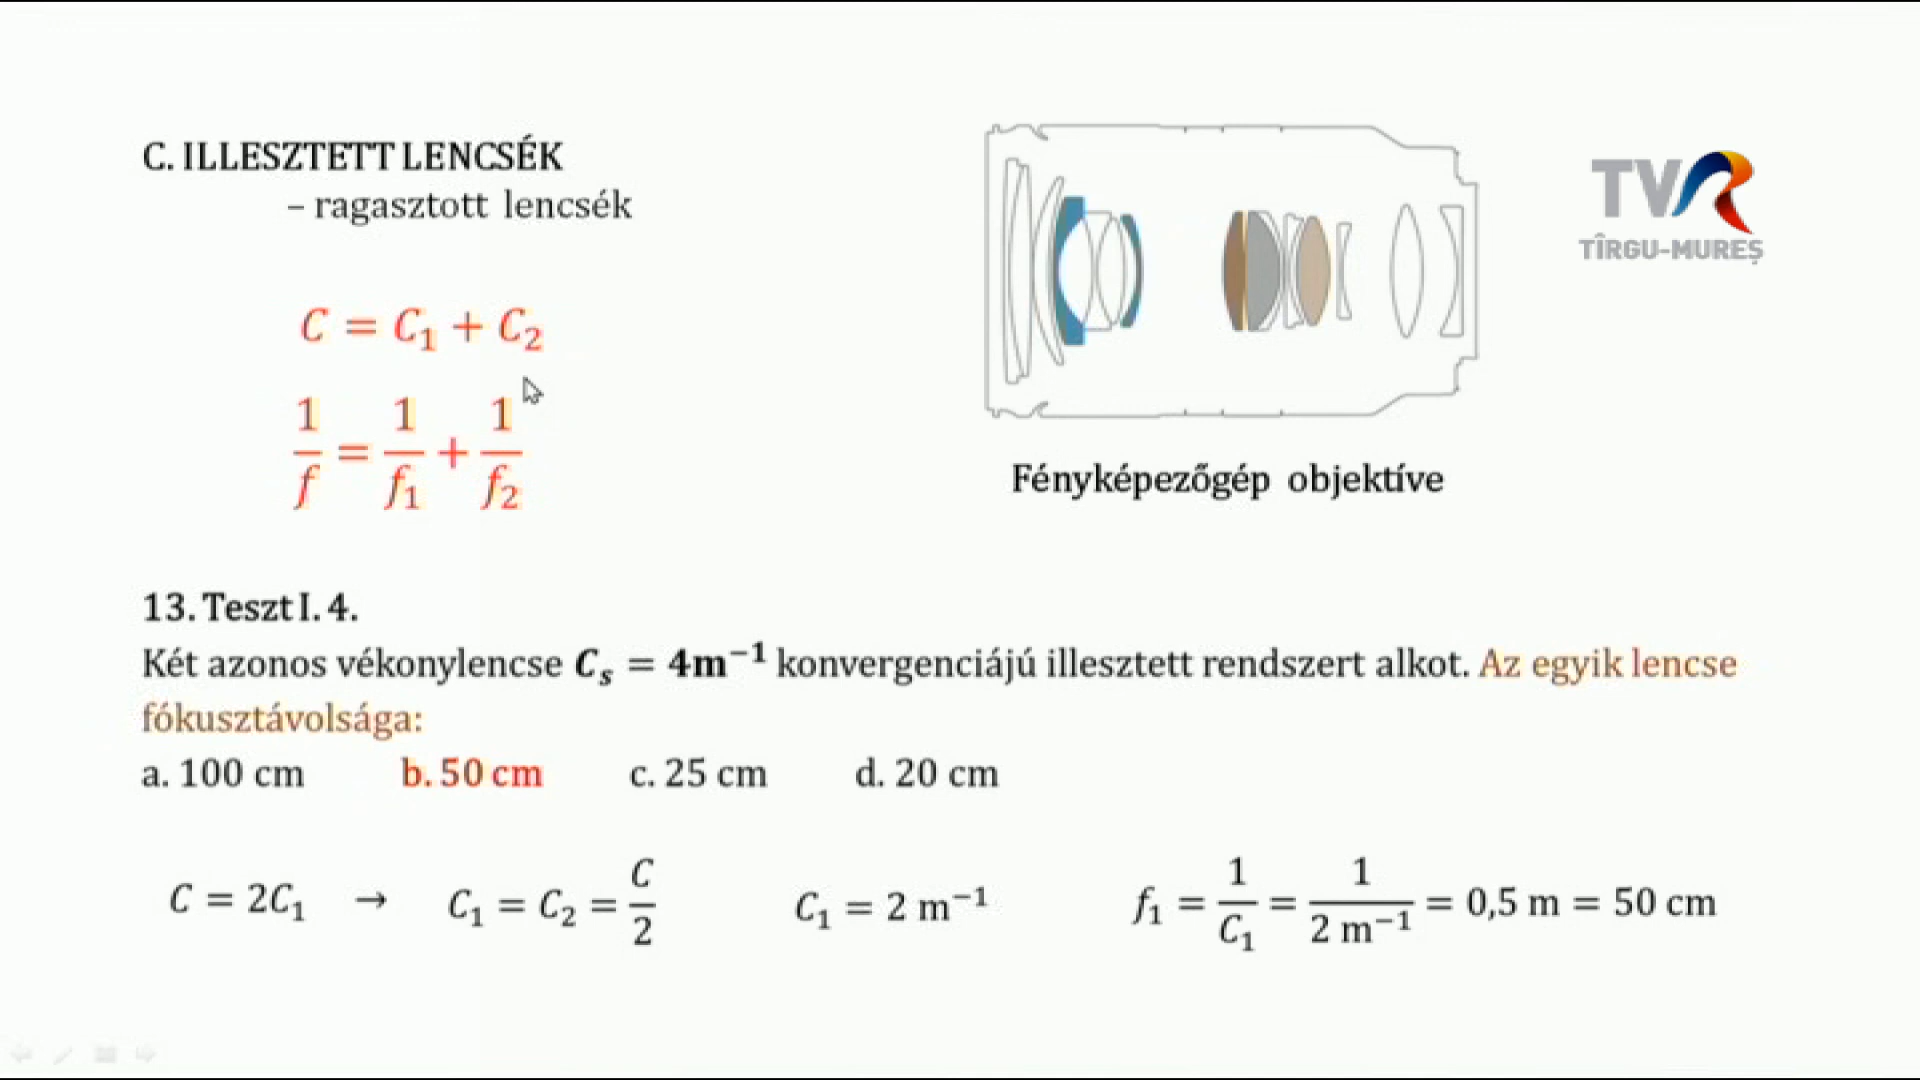 C. ILLESZTETT LENCSÉK
– ragasztott lencsék
C = C₁ + C₂
1/f = 1/f₁ + 1/f₂
TVR
TÎRGU-MUREȘ
Fényképezőgép objektíve
13. Teszt I. 4.
Két azonos vékonylencse Cₛ = 4m⁻¹ konvergenciájú illesztett rendszert alkot. Az egyik lencse
fókusztávolsága:
a. 100 cm b. 50 cm c. 25 cm d. 20 cm
C = 2C₁ → C₁ = C₂ = C/2 C₁ = 2 m⁻¹ f₁ = 1/C₁ = 1/(2 m⁻¹) = 0,5 m = 50 cm